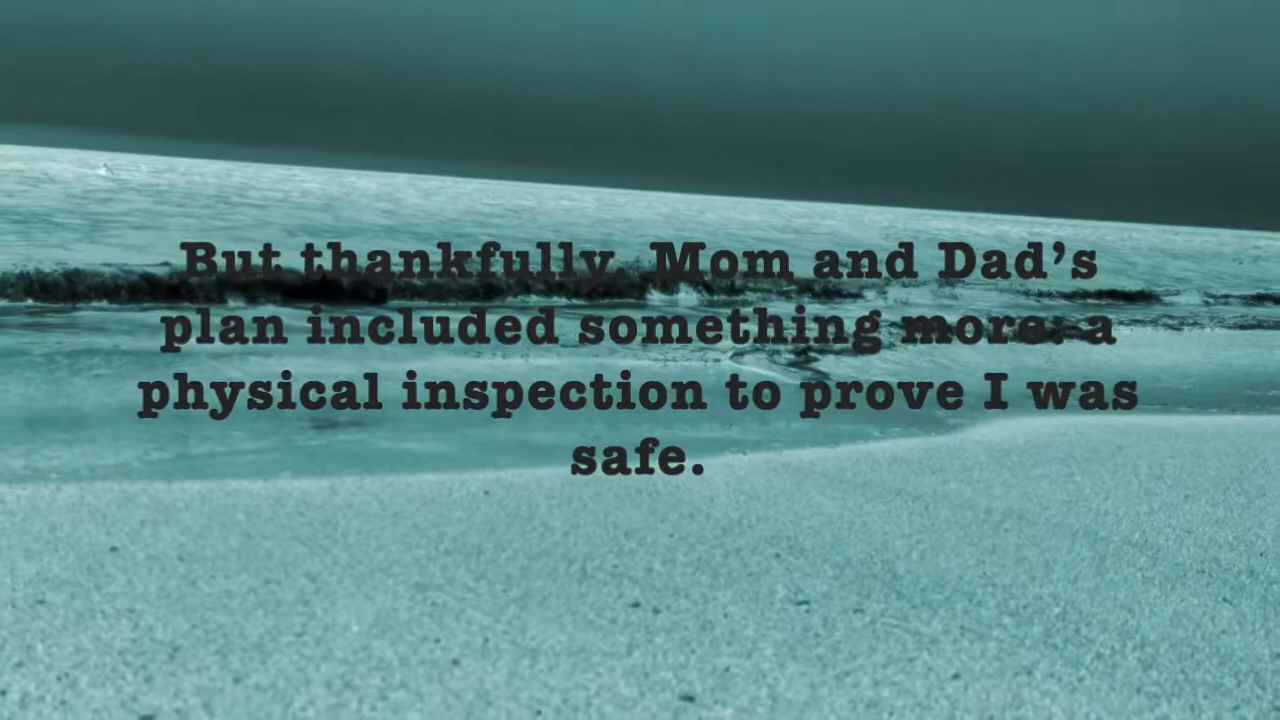 But thankfully, Mom and Dad’s
plan included something more: a
physical inspection to prove I was
safe.